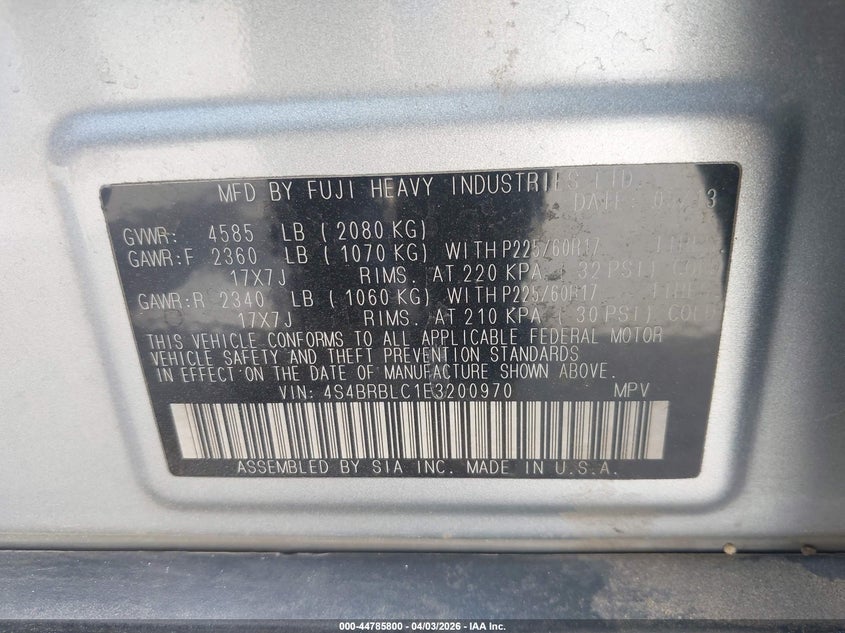 MFD BY FUJI HEAVY INDUSTRIES LTD.
DATE:
GVWR: 4585 LB ( 2080 KG)
GAWR:F 2360 LB ( 1070 KG) WITH P225/60R17
17X7J RIMS. AT 220 KPA ( 32 PSI) COLD
GAWR:R 2340 LB ( 1060 KG) WITH P225/60R17
17X7J RIMS. AT 210 KPA ( 30 PSI) COLD
THIS VEHICLE CONFORMS TO ALL APPLICABLE FEDERAL MOTOR
VEHICLE SAFETY AND THEFT PREVENTION STANDARDS
IN EFFECT ON THE DATE OF MANUFACTURE SHOWN ABOVE.
VIN: 4S4BRBLC1E3200970 MPV
ASSEMBLED BY SIA INC. MADE IN U.S.A.
000-44785800 - 04/03/2026 - IAA Inc.